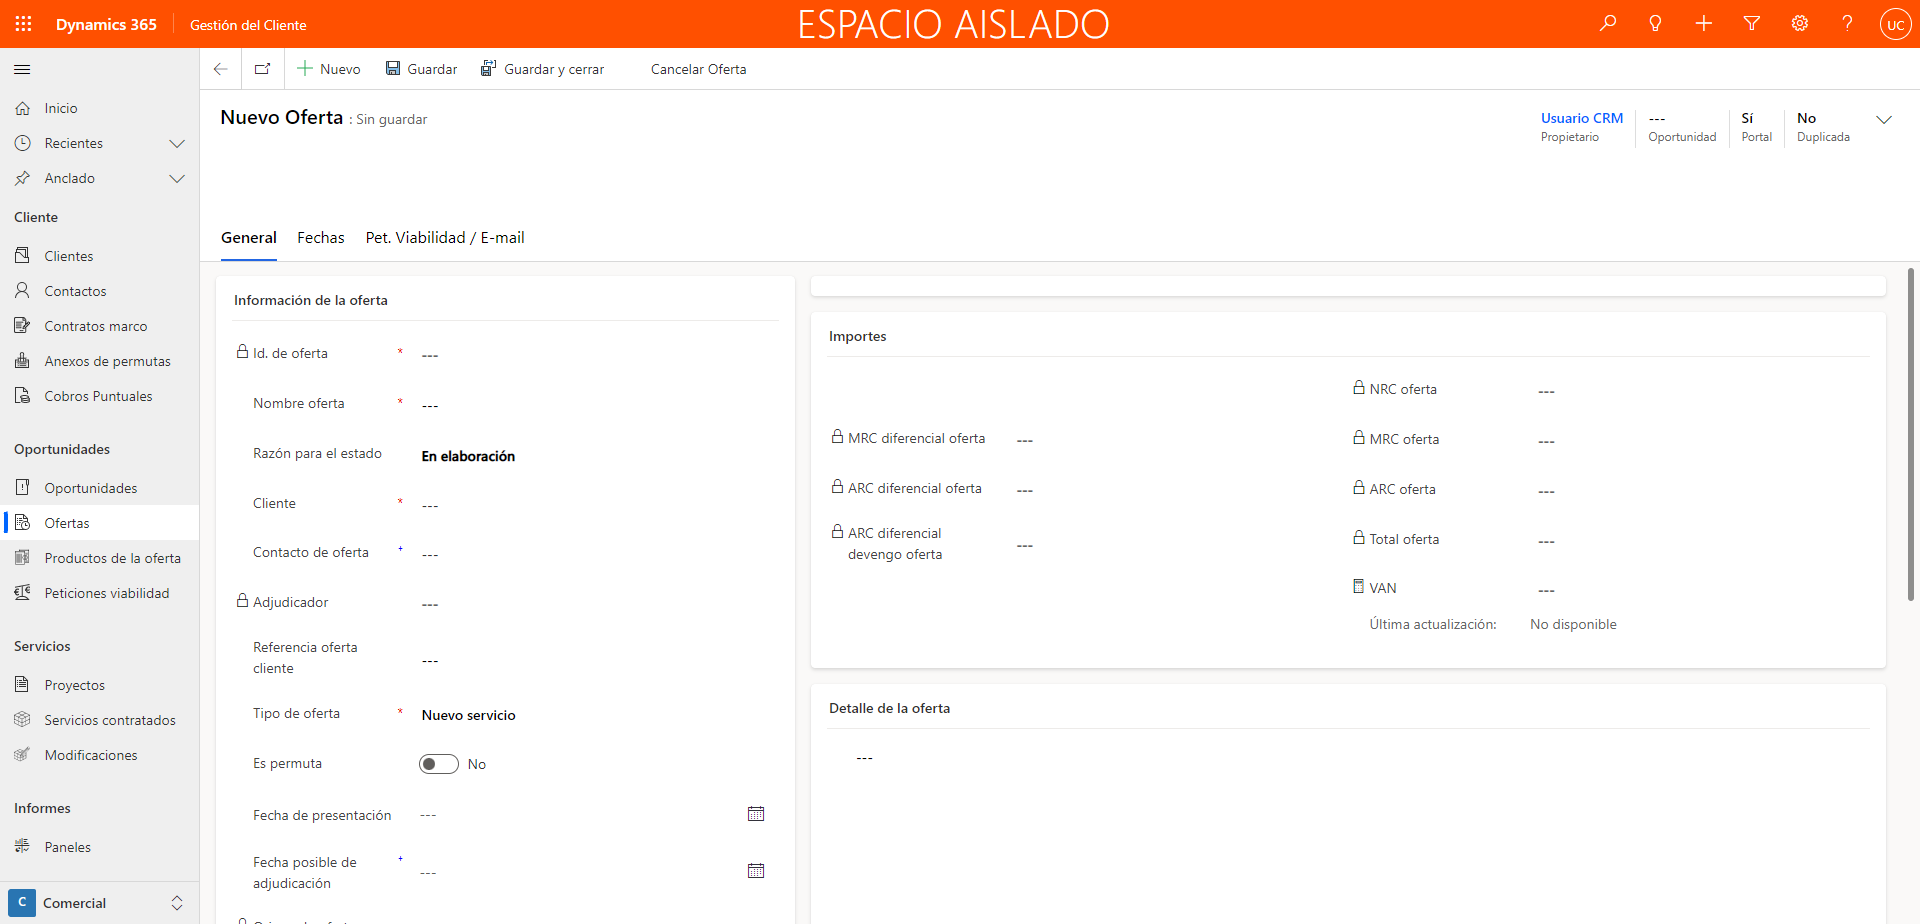 Dynamics 365
Gestión del Cliente
ESPACIO AISLADO
UC
Nuevo
Guardar
Guardar y cerrar
Cancelar Oferta
Inicio
Recientes
Anclado
Cliente
Clientes
Contactos
Contratos marco
Anexos de permutas
Cobros Puntuales
Oportunidades
Oportunidades
Ofertas
Productos de la oferta
Peticiones viabilidad
Servicios
Proyectos
Servicios contratados
Modificaciones
Informes
Paneles
C Comercial
Nuevo Oferta : Sin guardar
Usuario CRM
Propietario
---
Oportunidad
Sí
Portal
No
Duplicada
General
Fechas
Pet. Viabilidad / E-mail
Información de la oferta
Id. de oferta * ---
Nombre oferta * ---
Razón para el estado En elaboración
Cliente * ---
Contacto de oferta + ---
Adjudicador ---
Referencia oferta
cliente ---
Tipo de oferta * Nuevo servicio
Es permuta No
Fecha de presentación ---
Fecha posible de
adjudicación + ---
Importes
MRC diferencial oferta ---
ARC diferencial oferta ---
ARC diferencial
devengo oferta ---
NRC oferta ---
MRC oferta ---
ARC oferta ---
Total oferta ---
VAN ---
Última actualización: No disponible
Detalle de la oferta
---